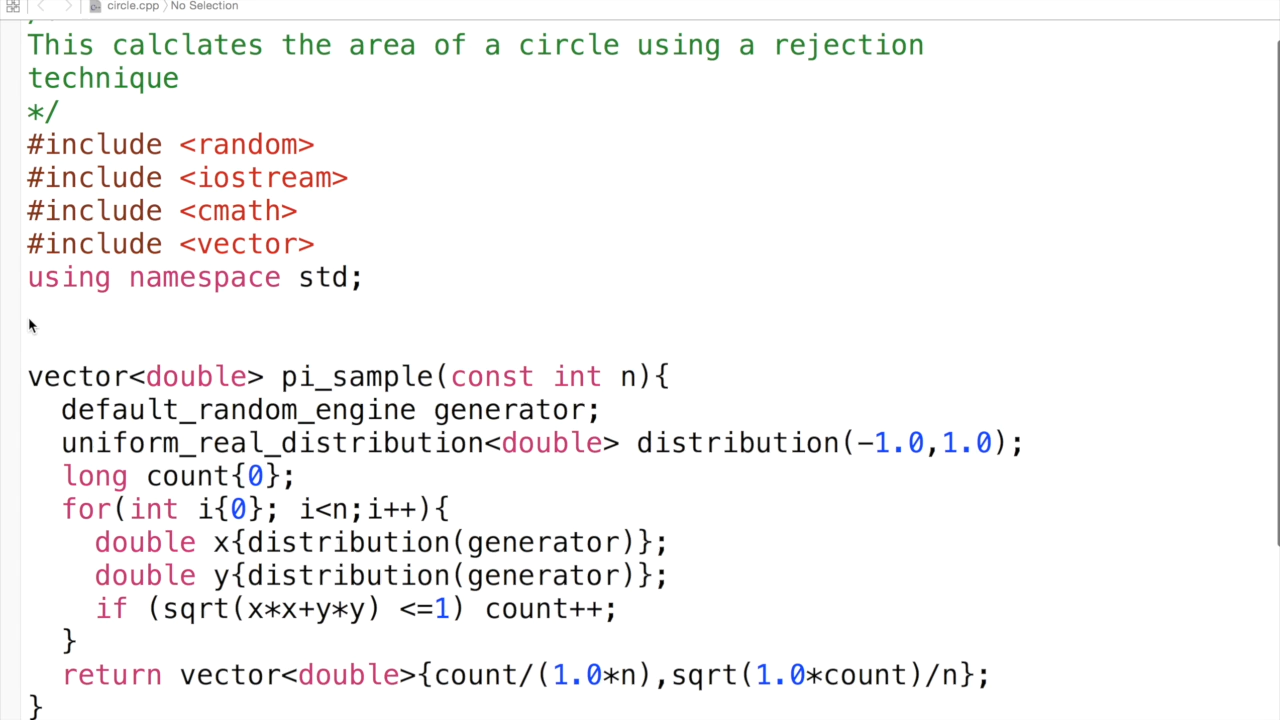 circle.cpp 〉No Selection
This calclates the area of a circle using a rejection
technique
*/
#include <random>
#include <iostream>
#include <cmath>
#include <vector>
using namespace std;
vector<double> pi_sample(const int n){
  default_random_engine generator;
  uniform_real_distribution<double> distribution(-1.0,1.0);
  long count{0};
  for(int i{0}; i<n;i++){
    double x{distribution(generator)};
    double y{distribution(generator)};
    if (sqrt(x*x+y*y) <=1) count++;
  }
  return vector<double>{count/(1.0*n),sqrt(1.0*count)/n};
}